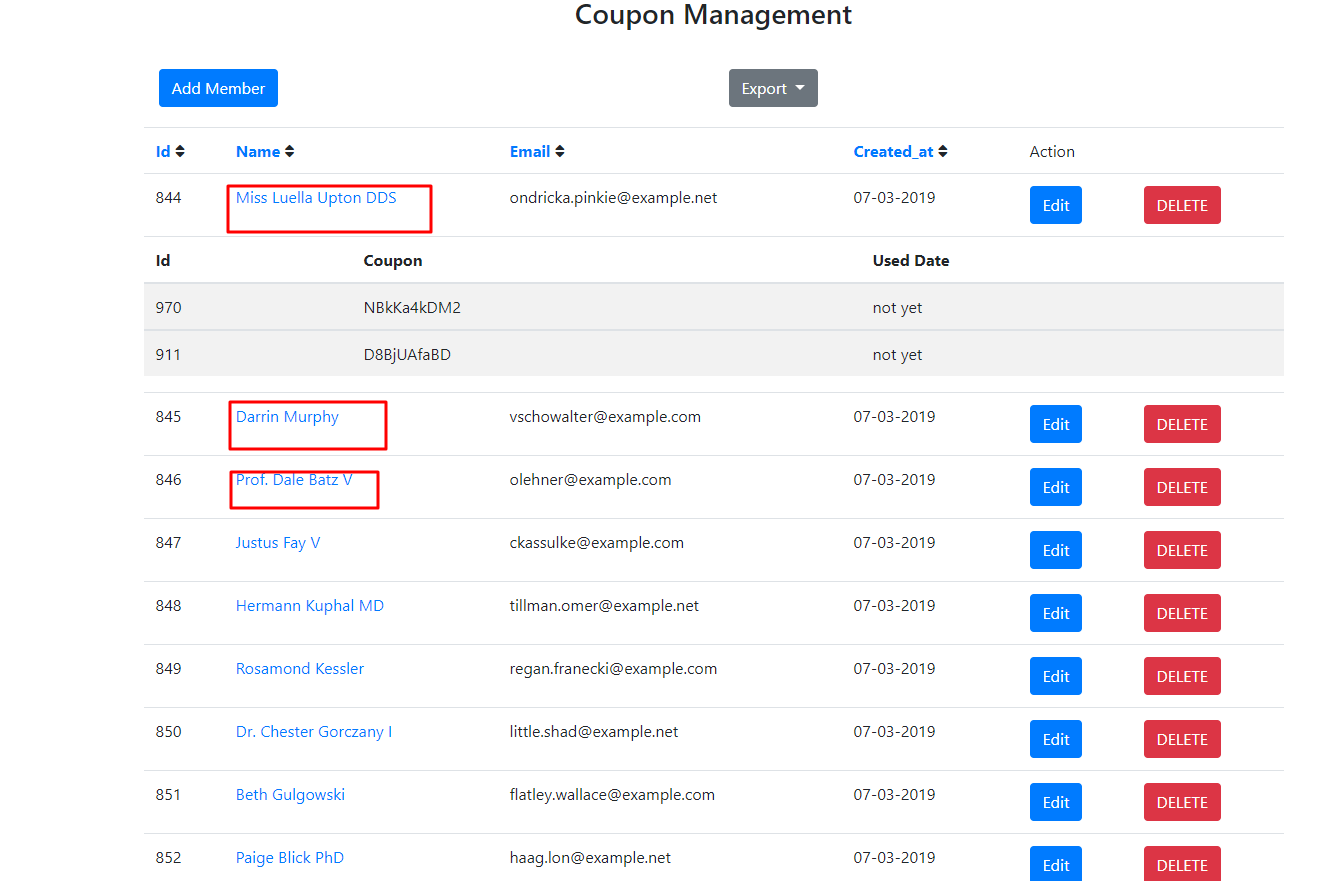 Coupon Management
Add Member Export
Id Name Email Created_at Action
844 Miss Luella Upton DDS ondricka.pinkie@example.net 07-03-2019 Edit DELETE
Id Coupon Used Date
970 NBkKa4kDM2 not yet
911 D8BjUAfaBD not yet
845 Darrin Murphy vschowalter@example.com 07-03-2019 Edit DELETE
846 Prof. Dale Batz V olehner@example.com 07-03-2019 Edit DELETE
847 Justus Fay V ckassulke@example.com 07-03-2019 Edit DELETE
848 Hermann Kuphal MD tillman.omer@example.net 07-03-2019 Edit DELETE
849 Rosamond Kessler regan.franecki@example.com 07-03-2019 Edit DELETE
850 Dr. Chester Gorczany I little.shad@example.net 07-03-2019 Edit DELETE
851 Beth Gulgowski flatley.wallace@example.com 07-03-2019 Edit DELETE
852 Paige Blick PhD haag.lon@example.net 07-03-2019 Edit DELETE